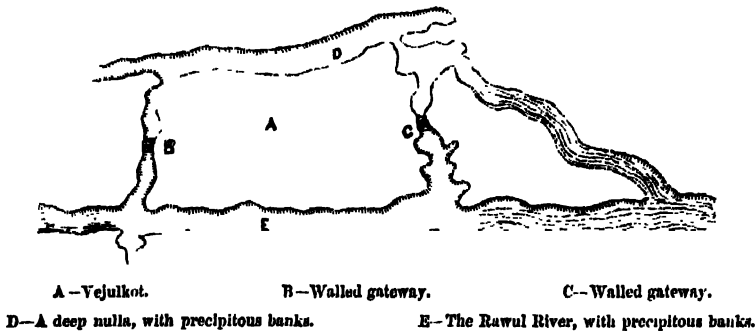 D
A
B
C
E
A—Vejulkot. B—Walled gateway. C—Walled gateway.
D—A deep nulla, with precipitous banks. E—The Rawul River, with precipitous banks.